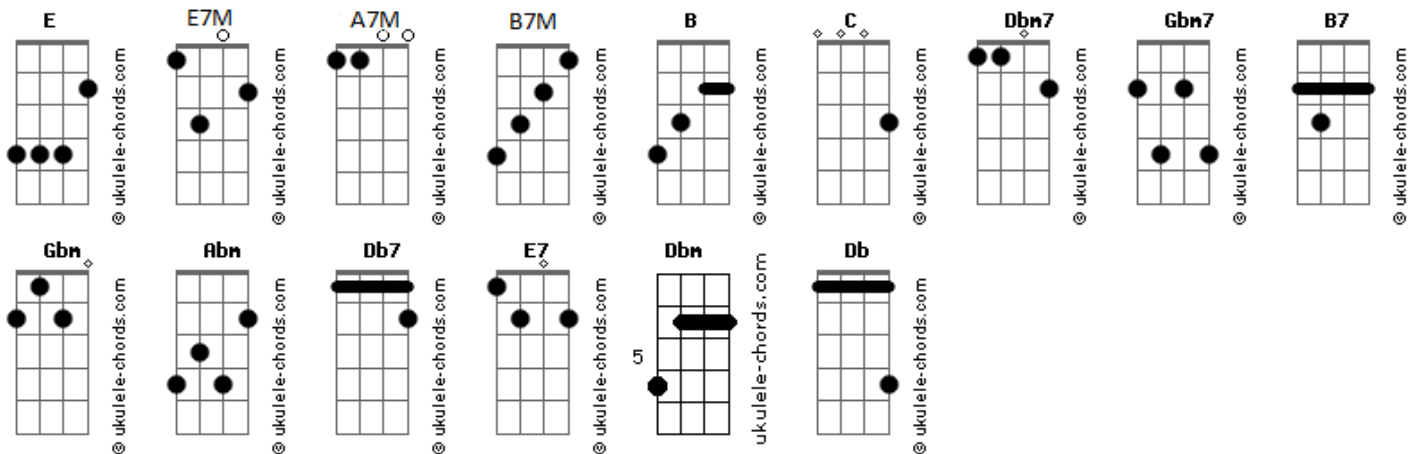 E E7M A7M B7M B C Dbm7 Gbm7 B7
© ukulele-chords.com © ukulele-chords.com © ukulele-chords.com © ukulele-chords.com © ukulele-chords.com © ukulele-chords.com © ukulele-chords.com © ukulele-chords.com © ukulele-chords.com
Gbm Abm Db7 E7 Dbm Db
5
© ukulele-chords.com © ukulele-chords.com © ukulele-chords.com © ukulele-chords.com ukulele-chords.com © ukulele-chords.com